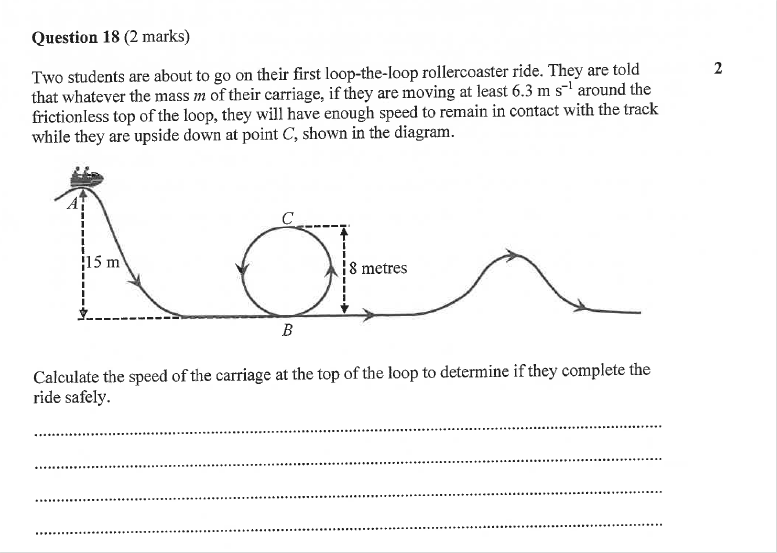 Question 18 (2 marks)
Two students are about to go on their first loop-the-loop rollercoaster ride. They are told
2
that whatever the mass m of their carriage, if they are moving at least 6.3 m s⁻¹ around the
frictionless top of the loop, they will have enough speed to remain in contact with the track
while they are upside down at point C, shown in the diagram.
A
C
15 m
8 metres
B
Calculate the speed of the carriage at the top of the loop to determine if they complete the
ride safely.